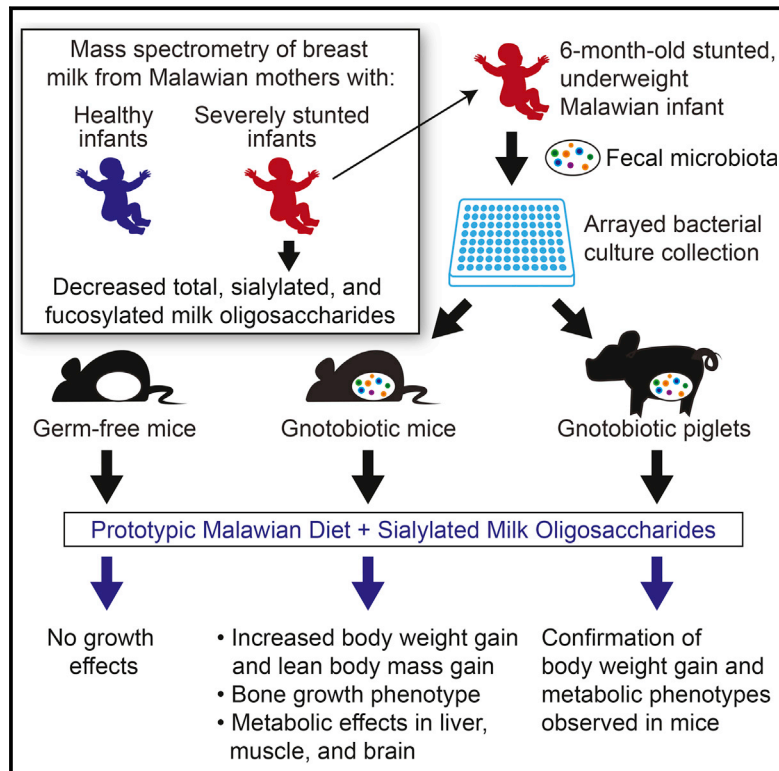 Mass spectrometry of breast
milk from Malawian mothers with:
Healthy
infants
Severely stunted
infants
Decreased total, sialylated, and
fucosylated milk oligosaccharides
6-month-old stunted,
underweight
Malawian infant
Fecal microbiota
Arrayed bacterial
culture collection
Germ-free mice
Gnotobiotic mice
Gnotobiotic piglets
Prototypic Malawian Diet + Sialylated Milk Oligosaccharides
No growth
effects
• Increased body weight gain
and lean body mass gain
• Bone growth phenotype
• Metabolic effects in liver,
muscle, and brain
Confirmation of
body weight gain and
metabolic phenotypes
observed in mice